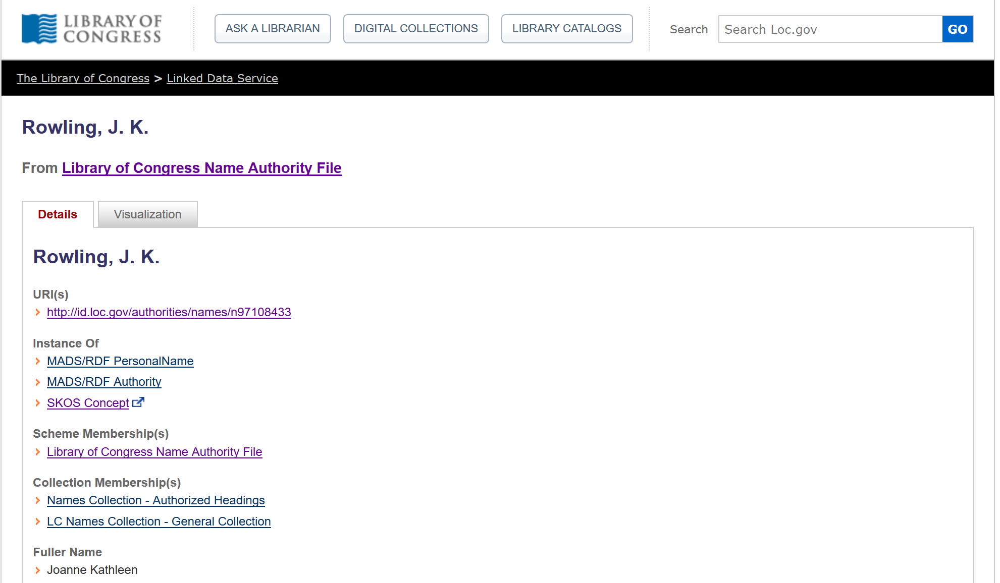 LIBRARY OF
CONGRESS
ASK A LIBRARIAN
DIGITAL COLLECTIONS
LIBRARY CATALOGS
Search
Search Loc.gov
GO
The Library of Congress > Linked Data Service
Rowling, J. K.
From Library of Congress Name Authority File
Details
Visualization
Rowling, J. K.
URI(s)
http://id.loc.gov/authorities/names/n97108433
Instance Of
MADS/RDF PersonalName
MADS/RDF Authority
SKOS Concept
Scheme Membership(s)
Library of Congress Name Authority File
Collection Membership(s)
Names Collection - Authorized Headings
LC Names Collection - General Collection
Fuller Name
Joanne Kathleen